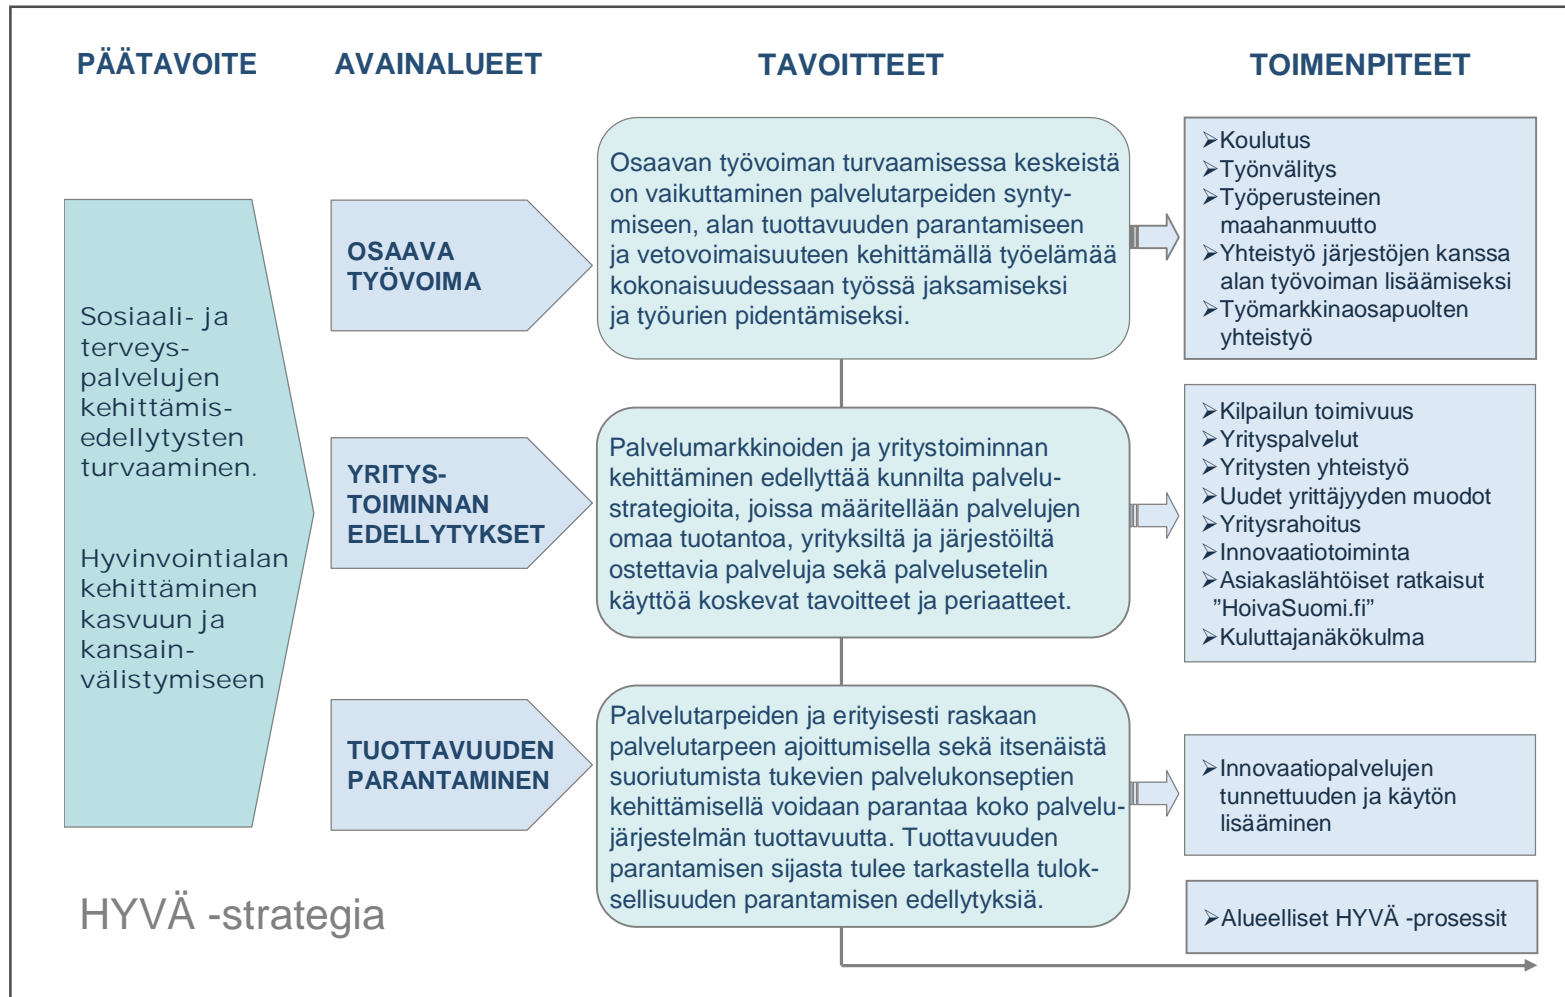 PÄÄTAVOITE
AVAINALUEET
TAVOITTEET
TOIMENPITEET
Sosiaali- ja
terveys-
palvelujen
kehittämis-
edellytysten
turvaaminen.
Hyvinvointialan
kehittäminen
kasvuun ja
kansain-
välistymiseen
OSAAVA
TYÖVOIMA
Osaavan työvoiman turvaamisessa keskeistä
on vaikuttaminen palvelutarpeiden synty-
miseen, alan tuottavuuden parantamiseen
ja vetovoimaisuuteen kehittämällä työelämää
kokonaisuudessaan työssä jaksamiseksi
ja työurien pidentämiseksi.
➢Koulutus
➢Työnvälitys
➢Työperusteinen
maahanmuutto
➢Yhteistyö järjestöjen kanssa
alan työvoiman lisäämiseksi
➢Työmarkkinaosapuolten
yhteistyö
YRITYS-
TOIMINNAN
EDELLYTYKSET
Palvelumarkkinoiden ja yritystoiminnan
kehittäminen edellyttää kunnilta palvelu-
strategioita, joissa määritellään palvelujen
omaa tuotantoa, yrityksiltä ja järjestöiltä
ostettavia palveluja sekä palvelusetelin
käyttöä koskevat tavoitteet ja periaatteet.
➢Kilpailun toimivuus
➢Yrityspalvelut
➢Yritysten yhteistyö
➢Uudet yrittäjyyden muodot
➢Yritysrahoitus
➢Innovaatiotoiminta
➢Asiakaslähtöiset ratkaisut
”HoivaSuomi.fi”
➢Kuluttajanäkökulma
TUOTTAVUUDEN
PARANTAMINEN
Palvelutarpeiden ja erityisesti raskaan
palvelutarpeen ajoittumisella sekä itsenäistä
suoriutumista tukevien palvelukonseptien
kehittämisellä voidaan parantaa koko palvelu-
järjestelmän tuottavuutta. Tuottavuuden
parantamisen sijasta tulee tarkastella tulok-
sellisuuden parantamisen edellytyksiä.
➢Innovaatiopalvelujen
tunnettuuden ja käytön
lisääminen
➢Alueelliset HYVÄ -prosessit
HYVÄ -strategia